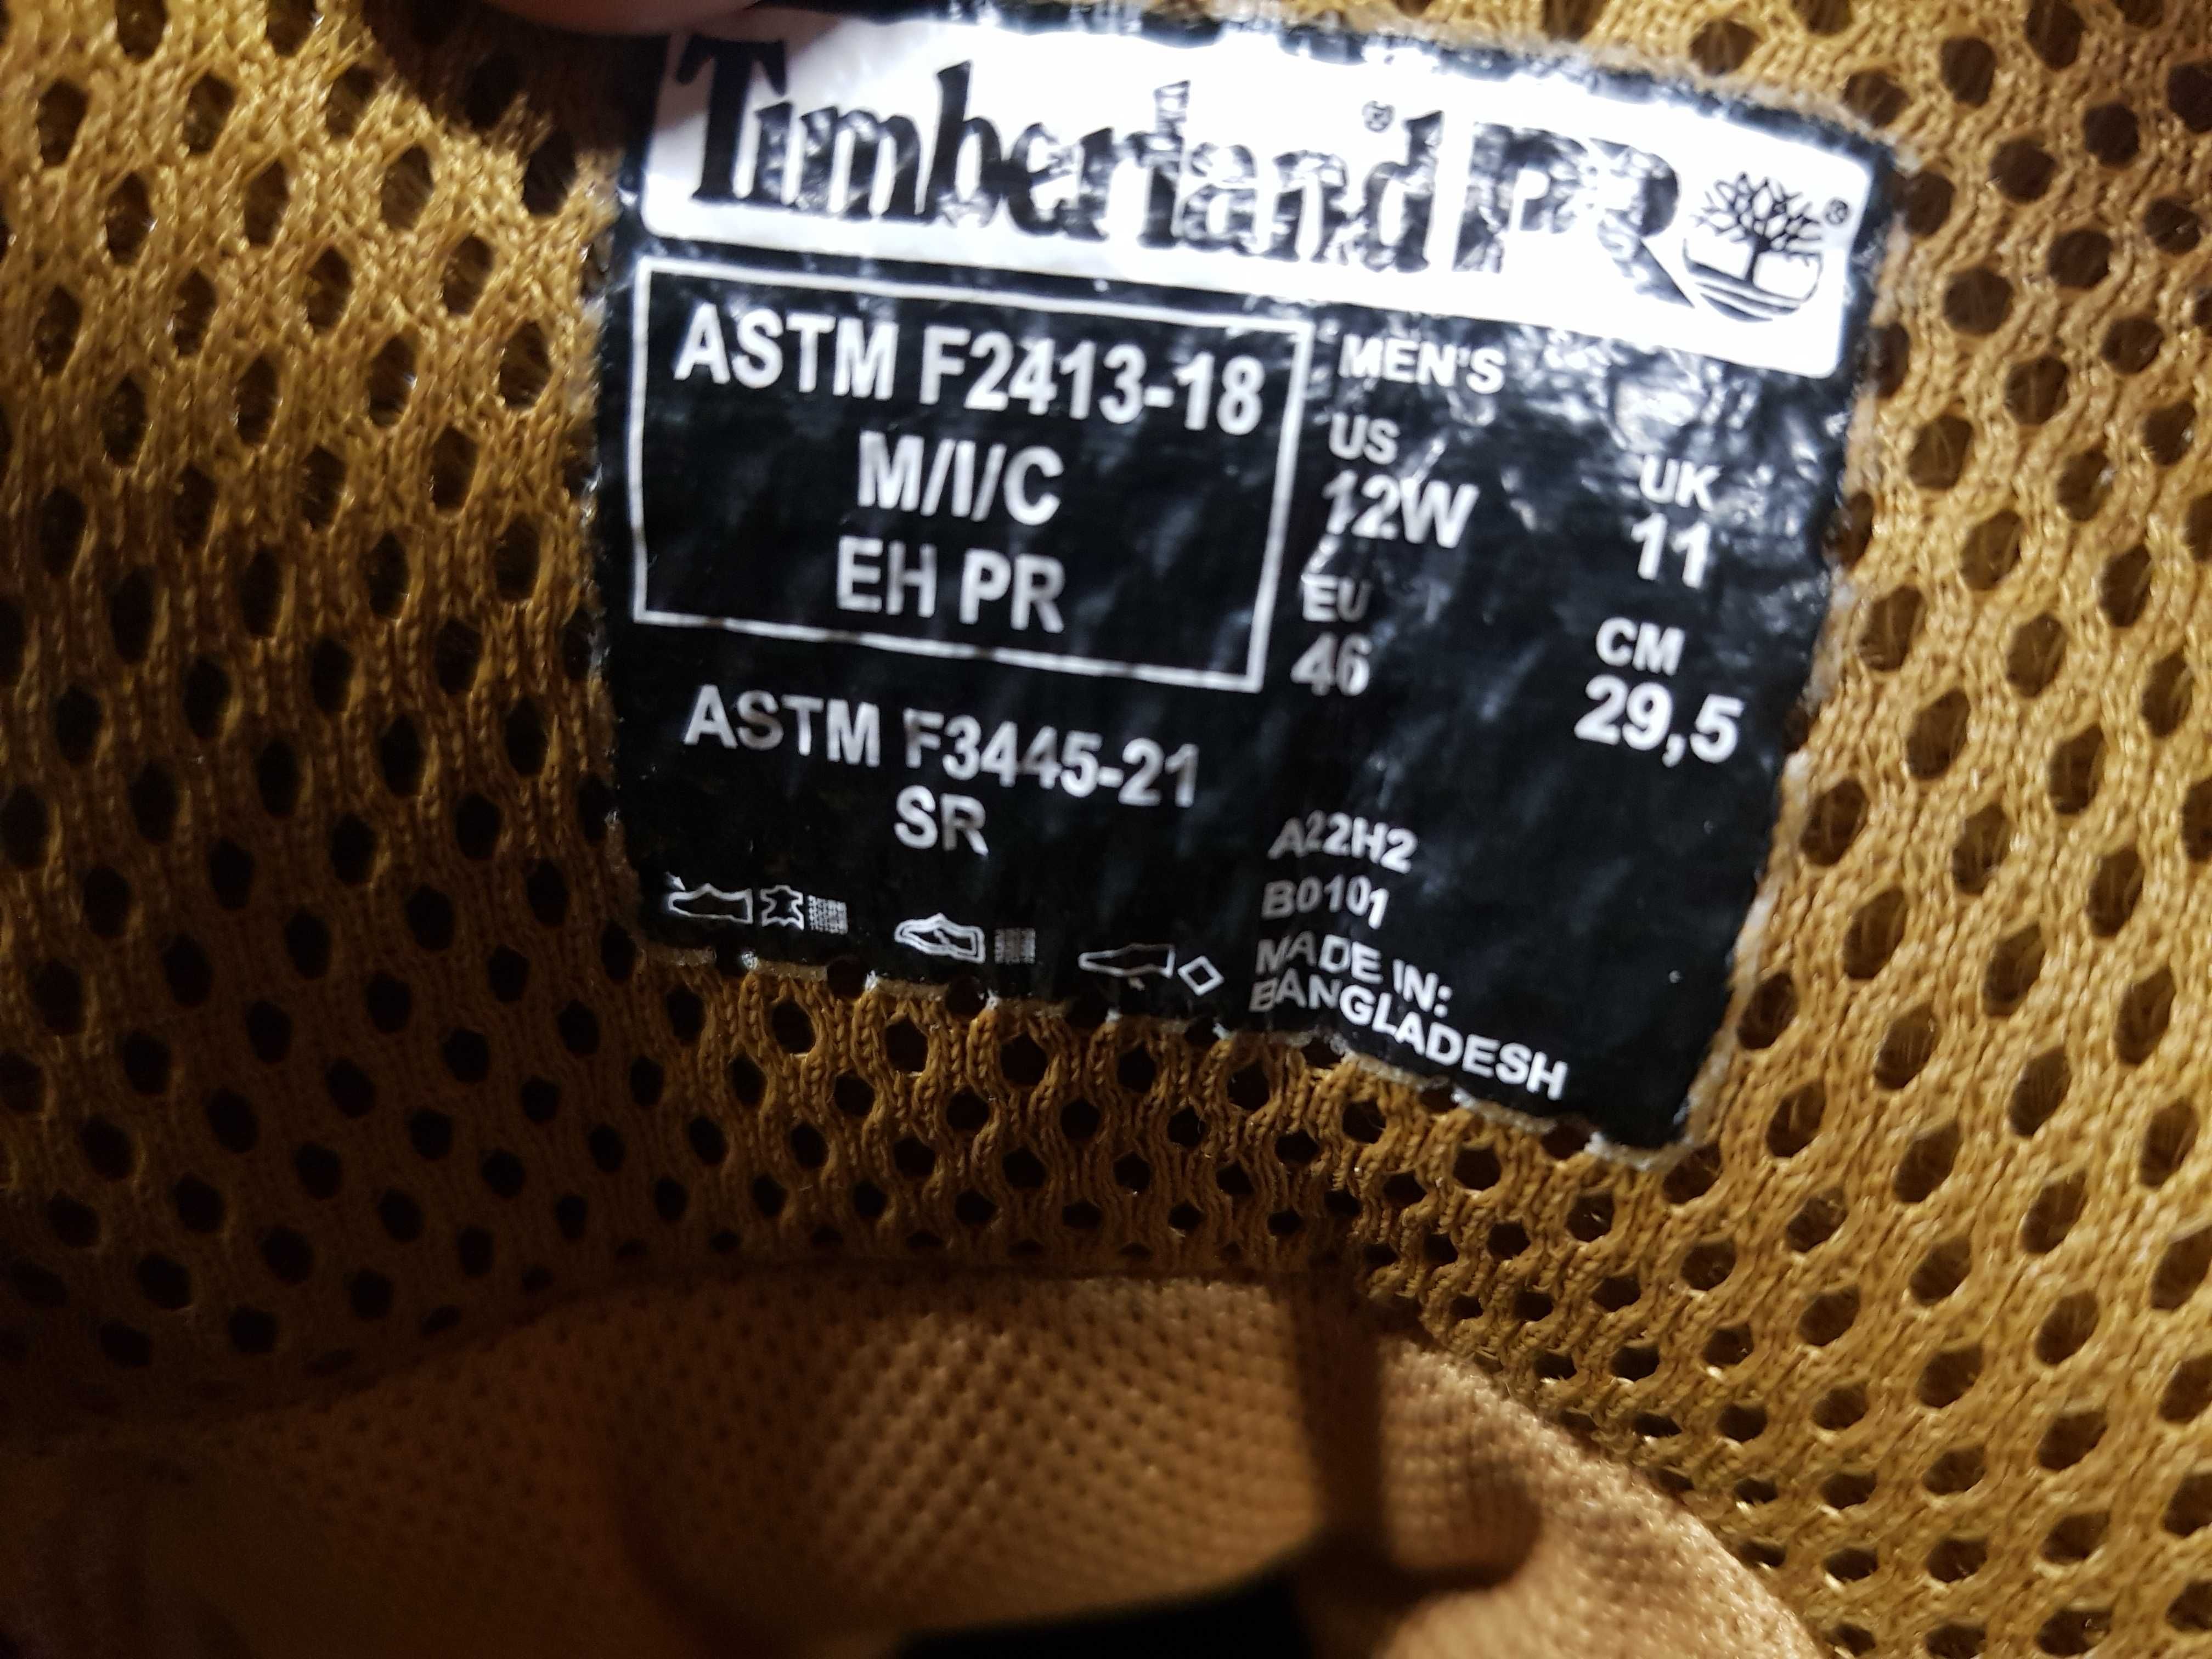 Timberland® PRO®
ASTM F2413-18
M/I/C
EH PR
ASTM F3445-21
SR
MEN'S
US
12W
UK
11
EU
46
CM
29,5
A22H2
B0101
MADE IN:
BANGLADESH